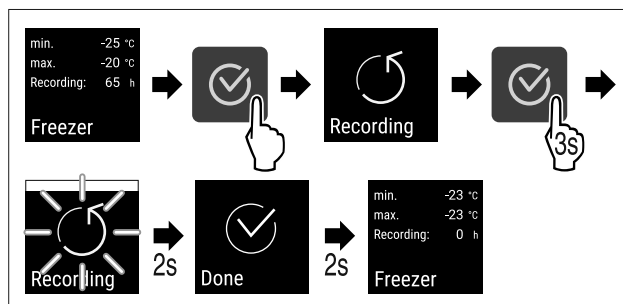 min. -25 °C
max. -20 °C
Recording: 65 h
Freezer
Recording
3s
Recording
2s
Done
2s
min. -23 °C
max. -23 °C
Recording: 0 h
Freezer